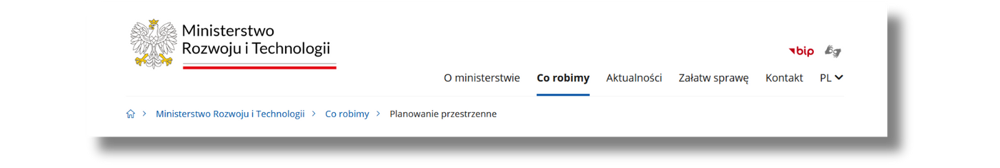 Ministerstwo
Rozwoju i Technologii
bip
O ministerstwie Co robimy Aktualności Załatw sprawę Kontakt PL
Ministerstwo Rozwoju i Technologii > Co robimy > Planowanie przestrzenne